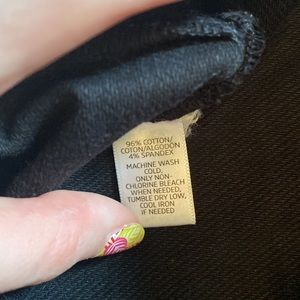 96% COTTON/
COTON/ALGODON
4% SPANDEX
MACHINE WASH
COLD.
ONLY NON-
CHLORINE BLEACH
WHEN NEEDED,
TUMBLE DRY LOW,
COOL IRON
IF NEEDED